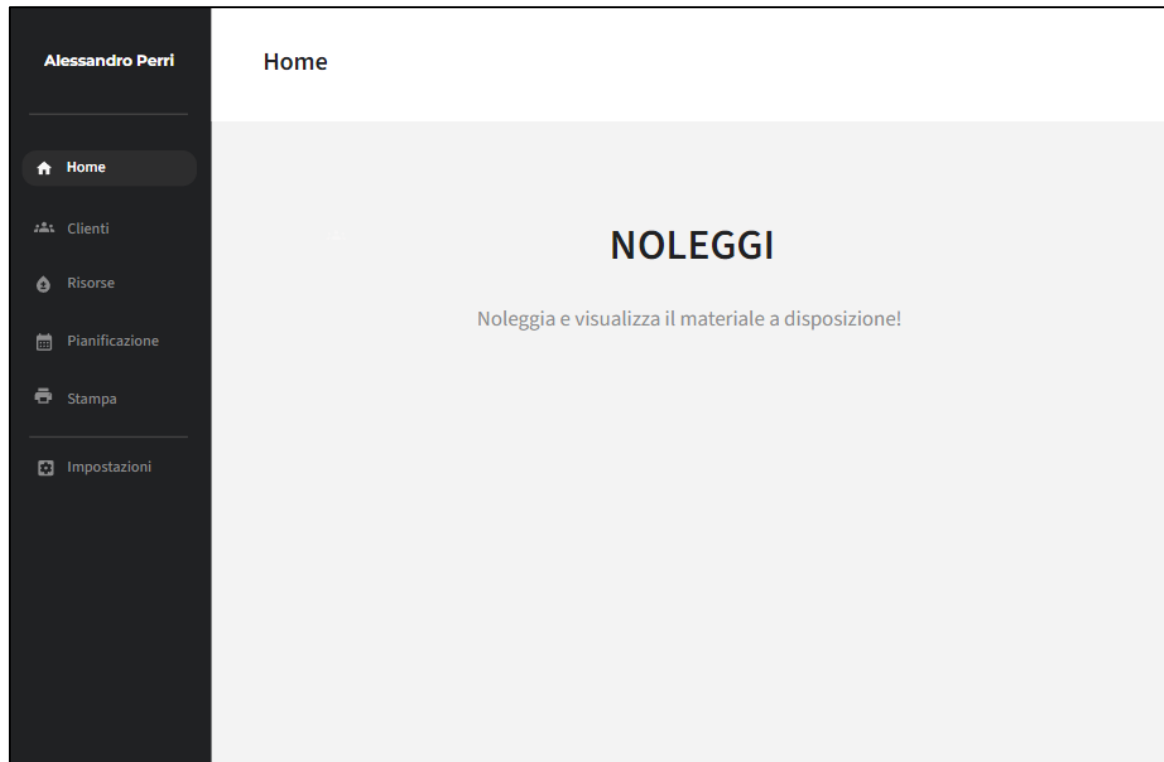 Alessandro Perri
Home
Home
Clienti
Risorse
Pianificazione
Stampa
Impostazioni
NOLEGGI
Noleggia e visualizza il materiale a disposizione!